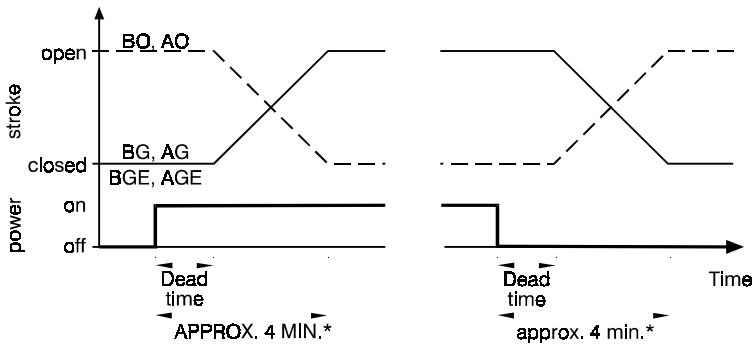 BO, AO
open
stroke
BG, AG
closed
BGE, AGE
on
power
off
Dead
time
Dead
time
Time
APPROX. 4 MIN.*
approx. 4 min.*